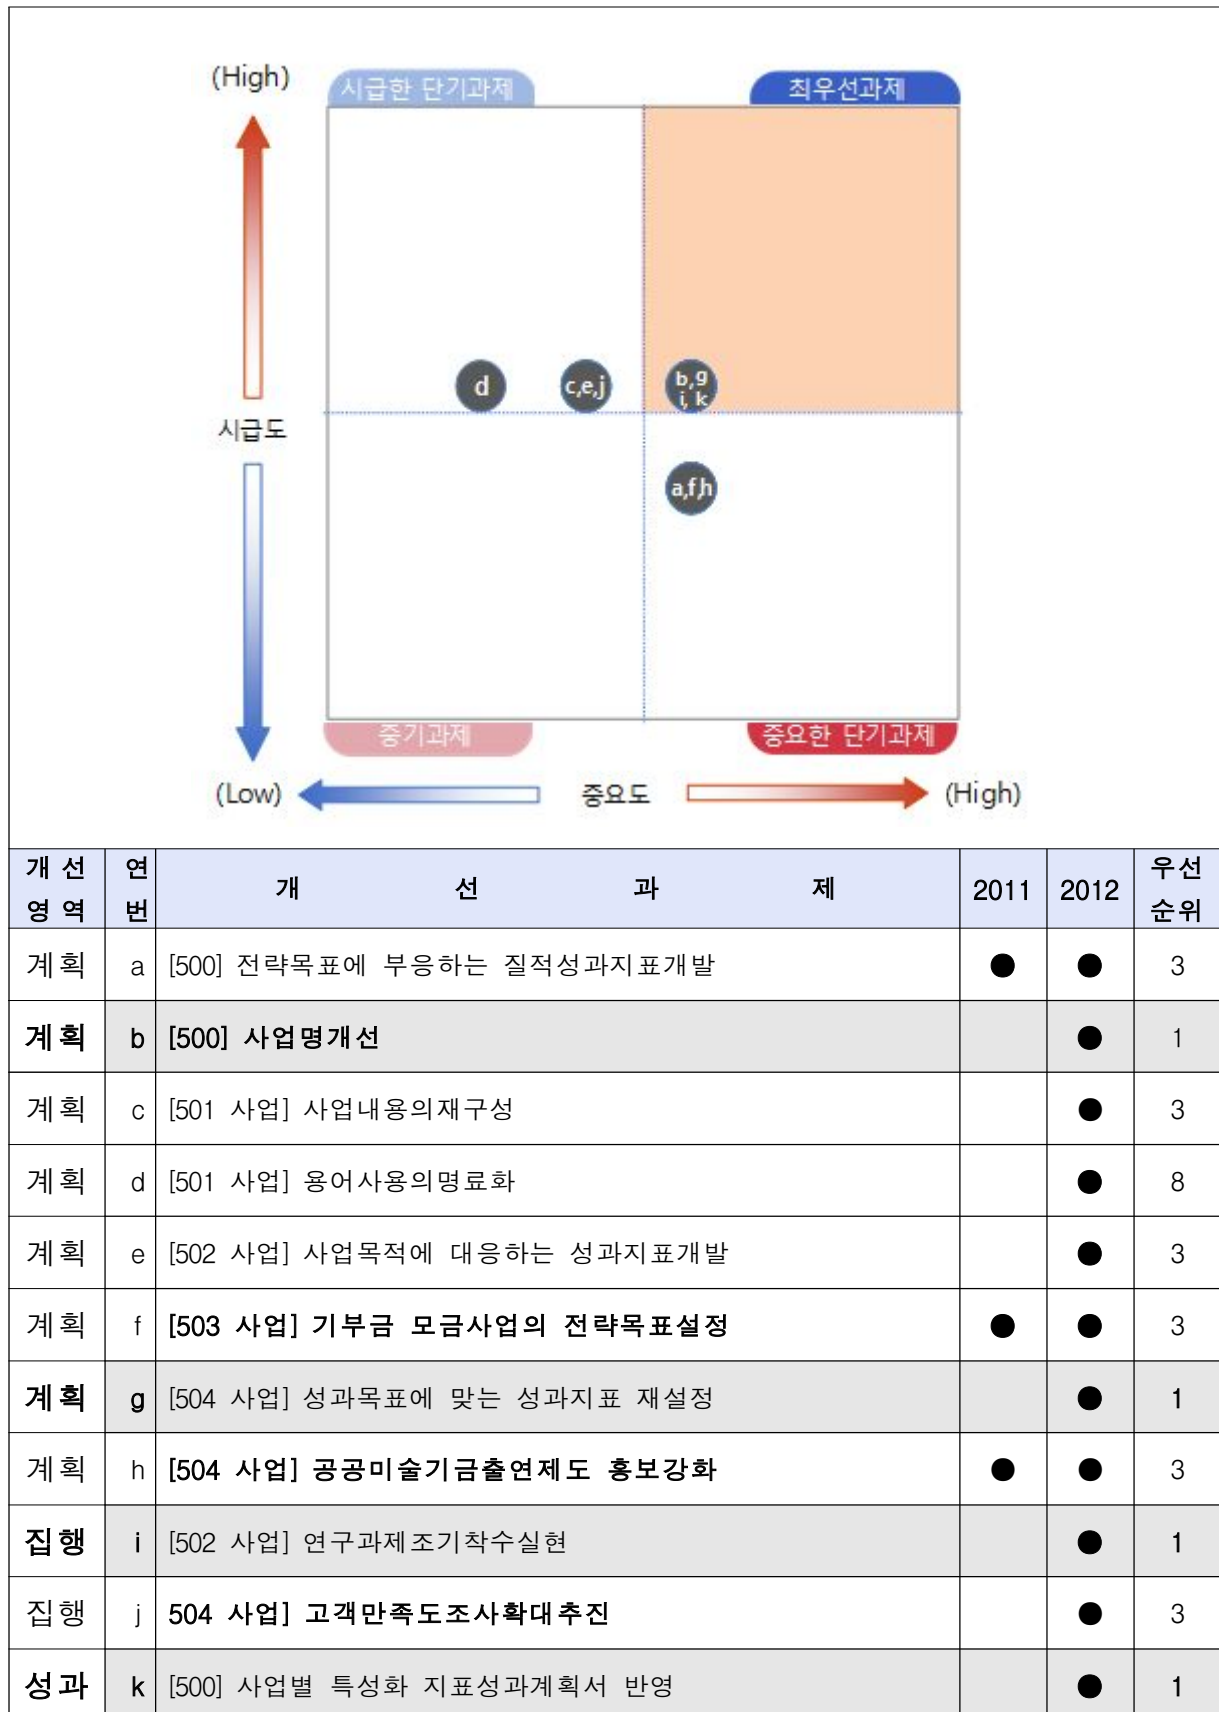 (High)
시급한 단기과제
최우선과제
d
c,e,j
b,g
i, k
시급도
a,f,h
중기과제
중요한 단기과제
(Low)
중요도
(High)
개 선 영 역 연 번 개 선 과 제 2011 2012 우선 순위
계획 a [500] 전략목표에 부응하는 질적성과지표개발 ● ● 3
계획 b [500] 사업명개선 ● 1
계획 c [501 사업] 사업내용의재구성 ● 3
계획 d [501 사업] 용어사용의명료화 ● 8
계획 e [502 사업] 사업목적에 대응하는 성과지표개발 ● 3
계획 f [503 사업] 기부금 모금사업의 전략목표설정 ● ● 3
계획 g [504 사업] 성과목표에 맞는 성과지표 재설정 ● 1
계획 h [504 사업] 공공미술기금출연제도 홍보강화 ● ● 3
집행 i [502 사업] 연구과제조기착수실현 ● 1
집행 j 504 사업] 고객만족도조사확대추진 ● 3
성과 k [500] 사업별 특성화 지표성과계획서 반영 ● 1